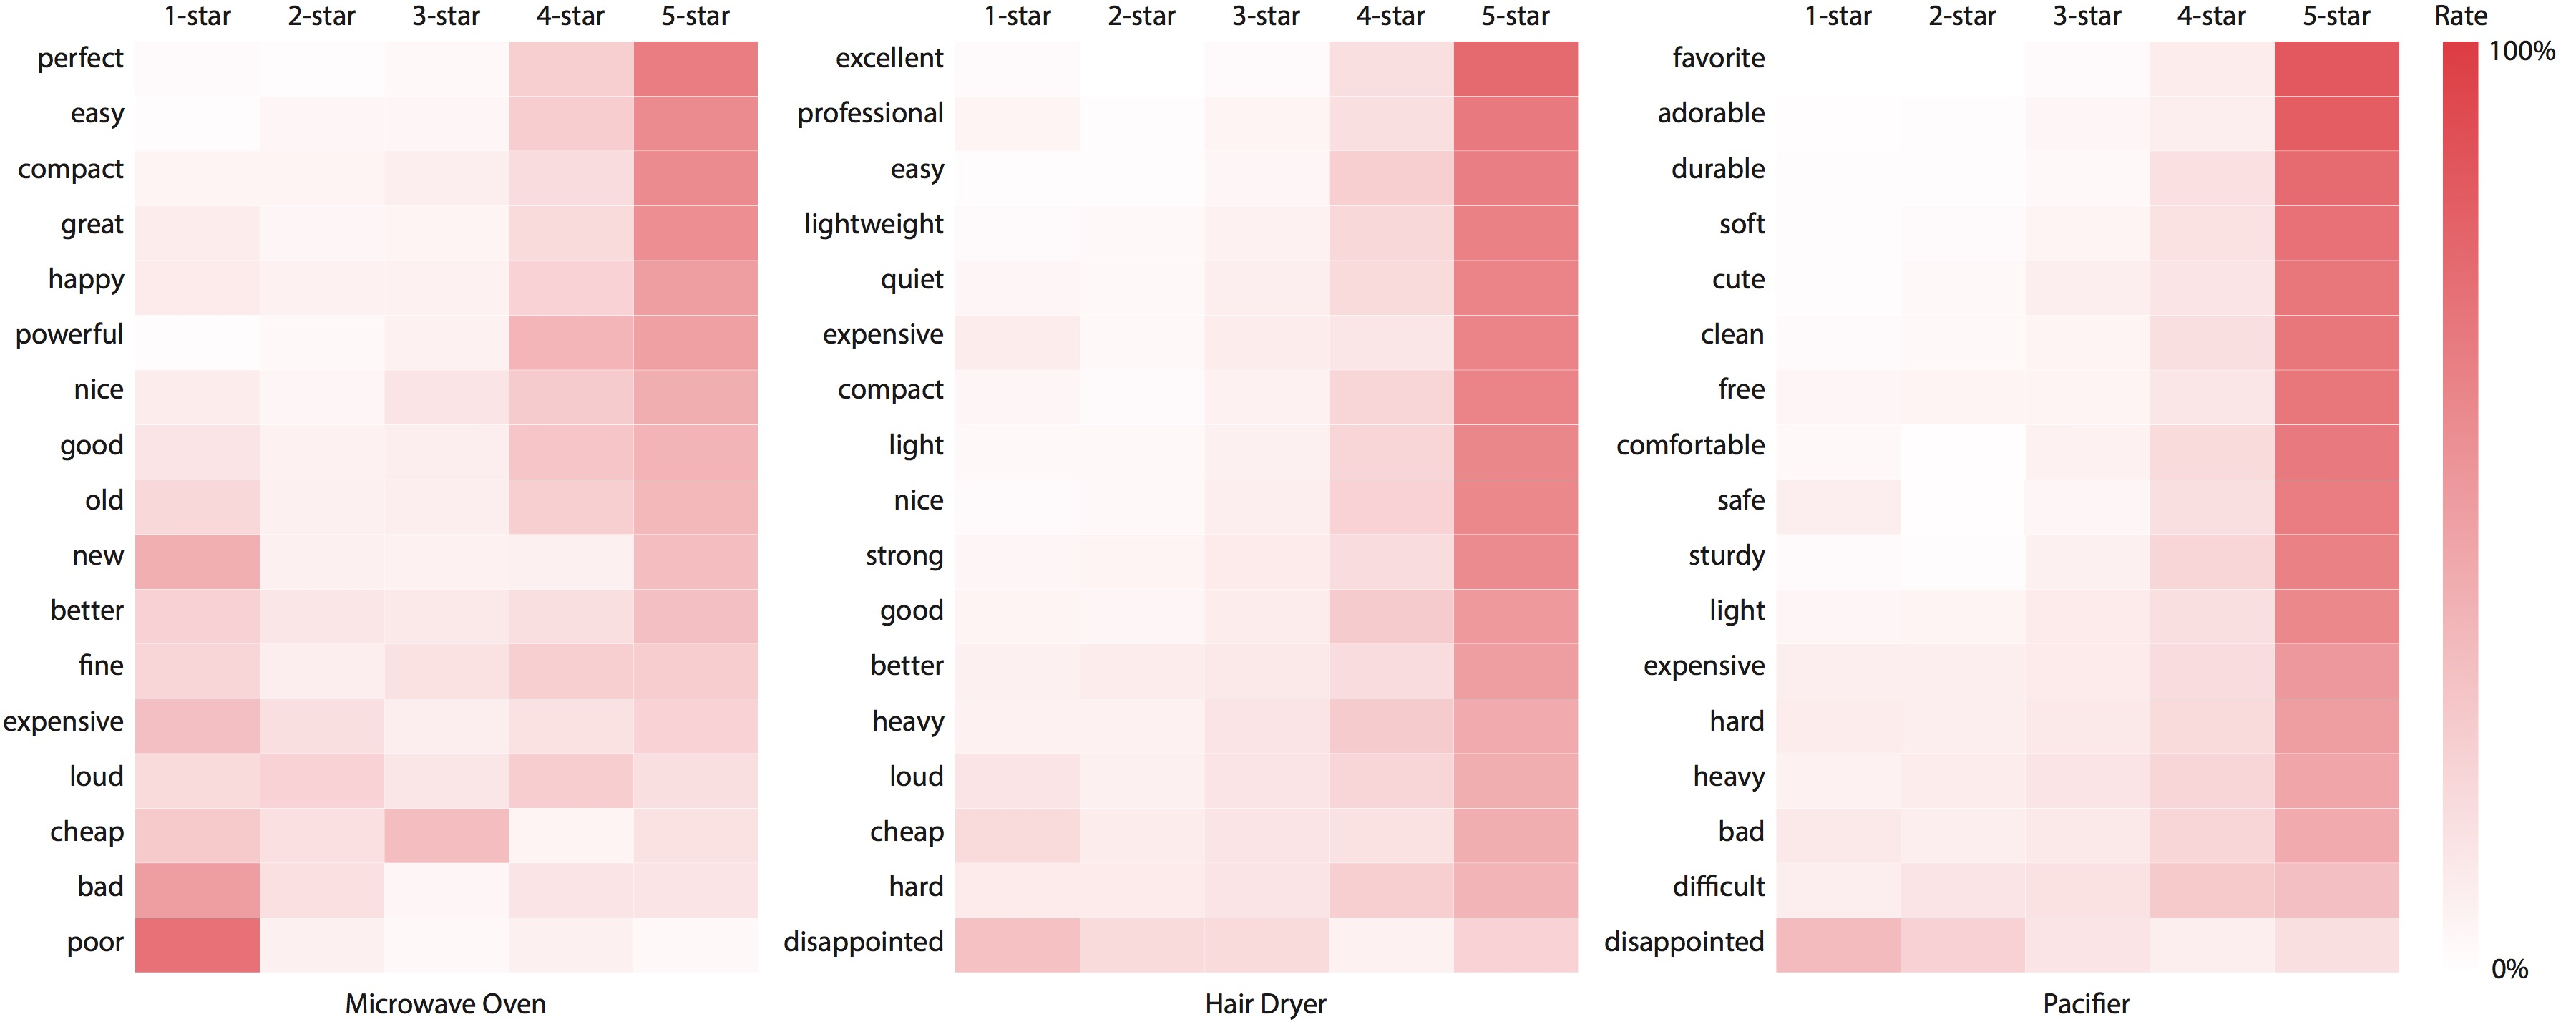 1-star 2-star 3-star 4-star 5-star
perfect
easy
compact
great
happy
powerful
nice
good
old
new
better
fine
expensive
loud
cheap
bad
poor
Microwave Oven
1-star 2-star 3-star 4-star 5-star
excellent
professional
easy
lightweight
quiet
expensive
compact
light
nice
strong
good
better
heavy
loud
cheap
hard
disappointed
Hair Dryer
1-star 2-star 3-star 4-star 5-star
favorite
adorable
durable
soft
cute
clean
free
comfortable
safe
sturdy
light
expensive
hard
heavy
bad
difficult
disappointed
Pacifier
Rate
100%
0%